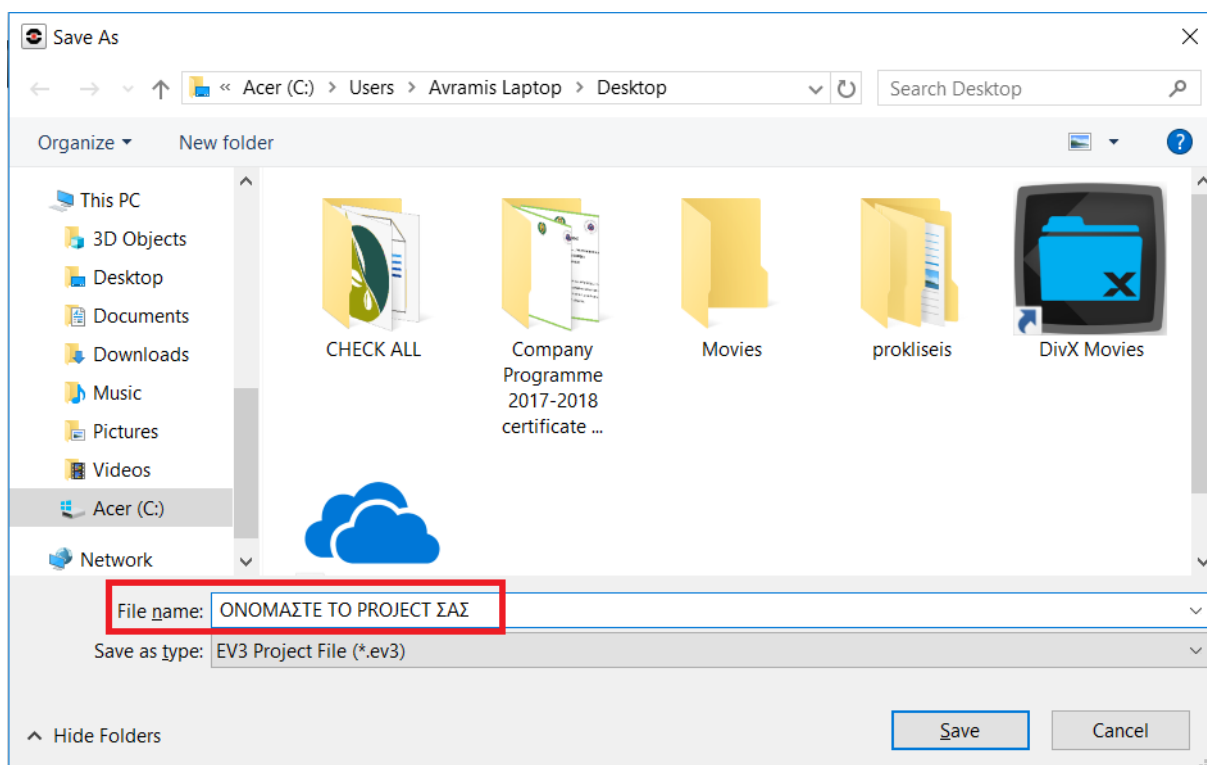 Save As
« Acer (C:) > Users > Avramis Laptop > Desktop
Search Desktop
Organize
New folder
This PC
3D Objects
Desktop
Documents
Downloads
Music
Pictures
Videos
Acer (C:)
Network
CHECK ALL
Company
Programme
2017-2018
certificate ...
Movies
prokliseis
DivX Movies
File name: ΟΝΟΜΑΣΤΕ ΤΟ PROJECT ΣΑΣ
Save as type: EV3 Project File (*.ev3)
Hide Folders
Save
Cancel